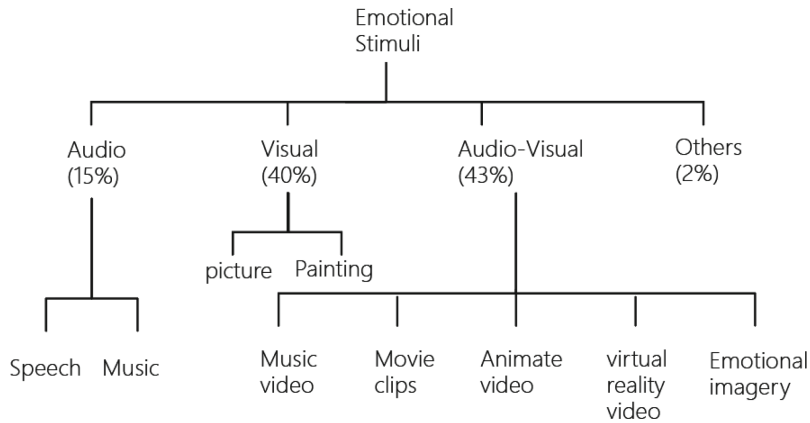 Emotional
Stimuli
Audio
(15%)
Visual
(40%)
Audio-Visual
(43%)
Others
(2%)
picture
Painting
Speech
Music
Music
video
Movie
clips
Animate
video
virtual
reality
video
Emotional
imagery